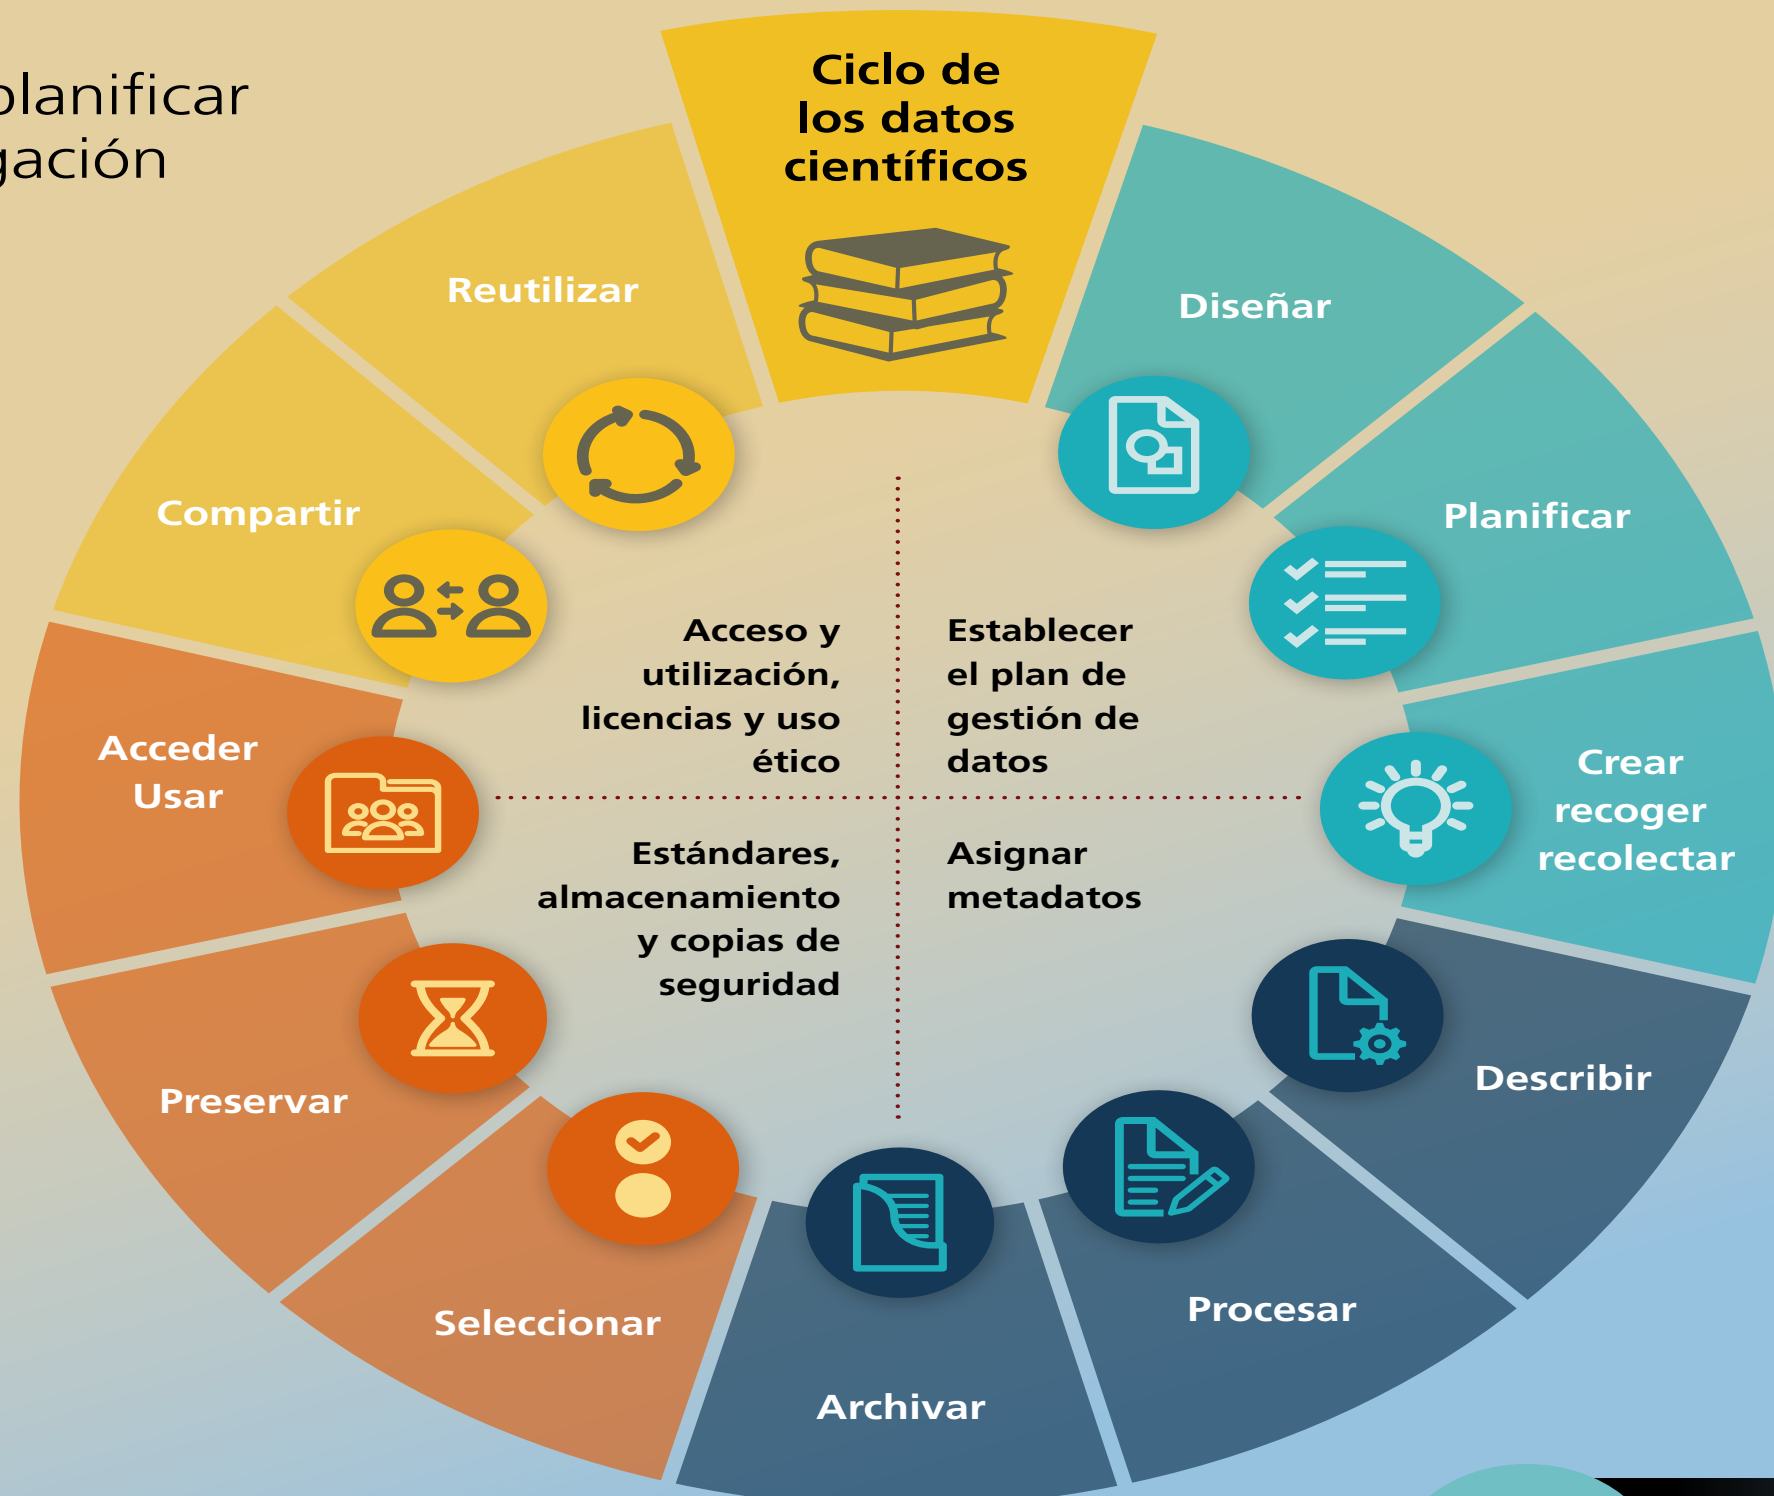 planificar
gación
Ciclo de
los datos
científicos
Diseñar
Planificar
Crear
recoger
recolectar
Describir
Procesar
Archivar
Seleccionar
Preservar
Acceder
Usar
Compartir
Reutilizar
Acceso y
utilización,
licencias y uso
ético
Establecer
el plan de
gestión de
datos
Estándares,
almacenamiento
y copias de
seguridad
Asignar
metadatos